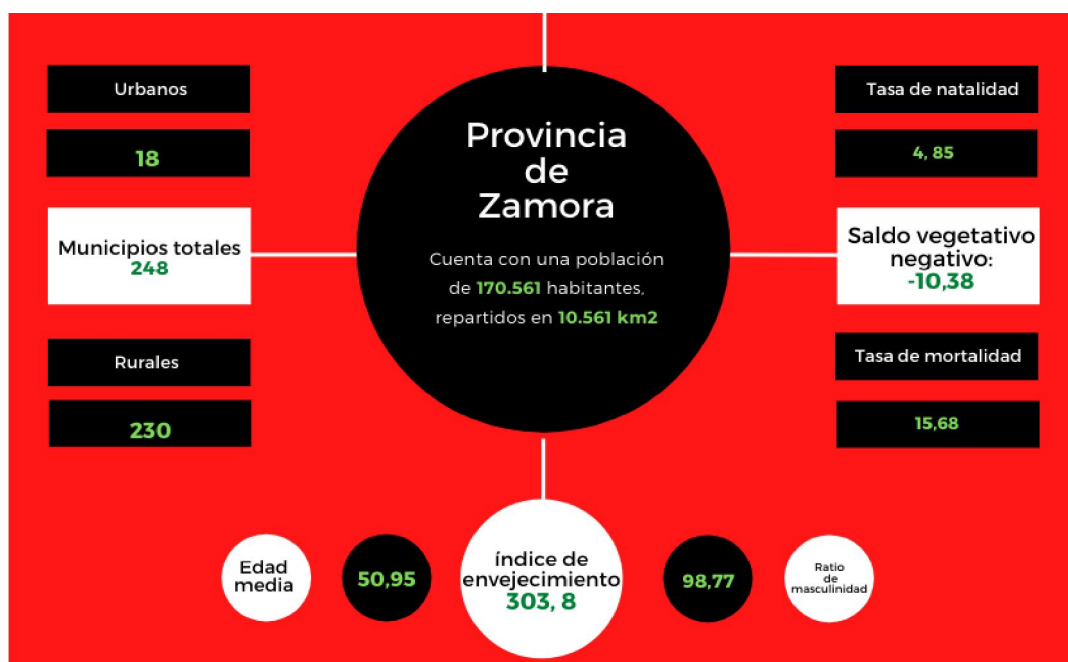 Urbanos
18
Municipios totales
248
Rurales
230
Provincia
de
Zamora
Cuenta con una población
de 170.561 habitantes,
repartidos en 10.561 km2
Tasa de natalidad
4, 85
Saldo vegetativo
negativo:
-10,38
Tasa de mortalidad
15,68
Edad
media
50,95
índice de
envejecimiento
303, 8
98,77
Ratio
de
masculinidad